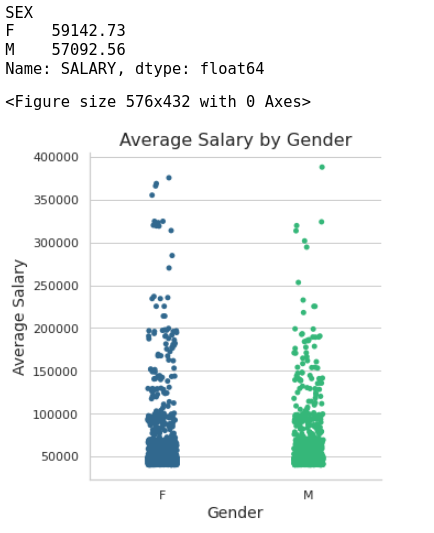 SEX
F    59142.73
M    57092.56
Name: SALARY, dtype: float64
<Figure size 576x432 with 0 Axes>
Average Salary by Gender
400000
350000
300000
250000
200000
150000
100000
50000
Average Salary
F M
Gender